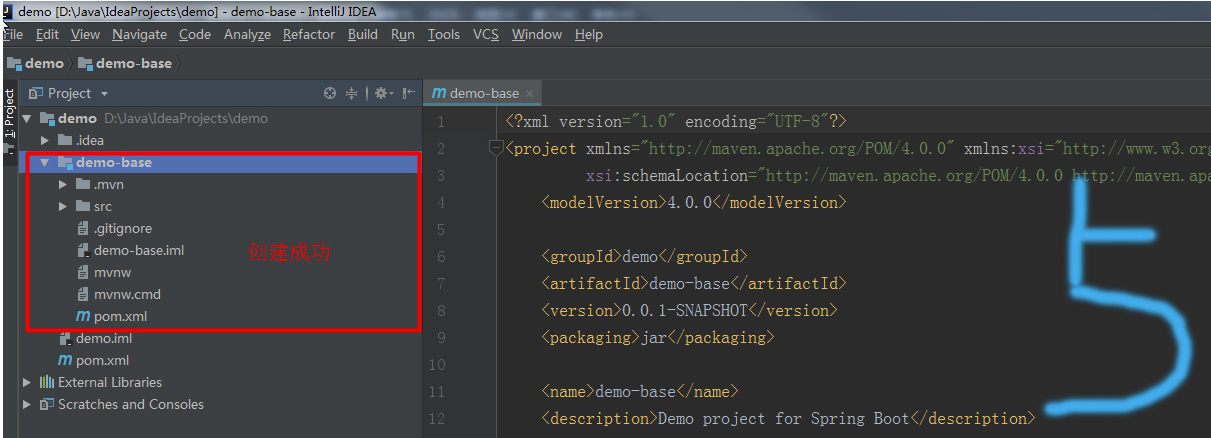 demo [D:\Java\IdeaProjects\demo] - demo-base - IntelliJ IDEA
File Edit View Navigate Code Analyze Refactor Build Run Tools VCS Window Help
demo demo-base
1: Project
Project
demo-base
demo D:\Java\IdeaProjects\demo
.idea
demo-base
.mvn
src
.gitignore
demo-base.iml
创建成功
mvnw
mvnw.cmd
pom.xml
demo.iml
pom.xml
External Libraries
Scratches and Consoles
1 <?xml version="1.0" encoding="UTF-8"?>
2 <project xmlns="http://maven.apache.org/POM/4.0.0" xmlns:xsi="http://www.w3.org
3 xsi:schemaLocation="http://maven.apache.org/POM/4.0.0 http://maven.apa
4 <modelVersion>4.0.0</modelVersion>
5
6 <groupId>demo</groupId>
7 <artifactId>demo-base</artifactId>
8 <version>0.0.1-SNAPSHOT</version>
9 <packaging>jar</packaging>
10
11 <name>demo-base</name>
12 <description>Demo project for Spring Boot</description>
5